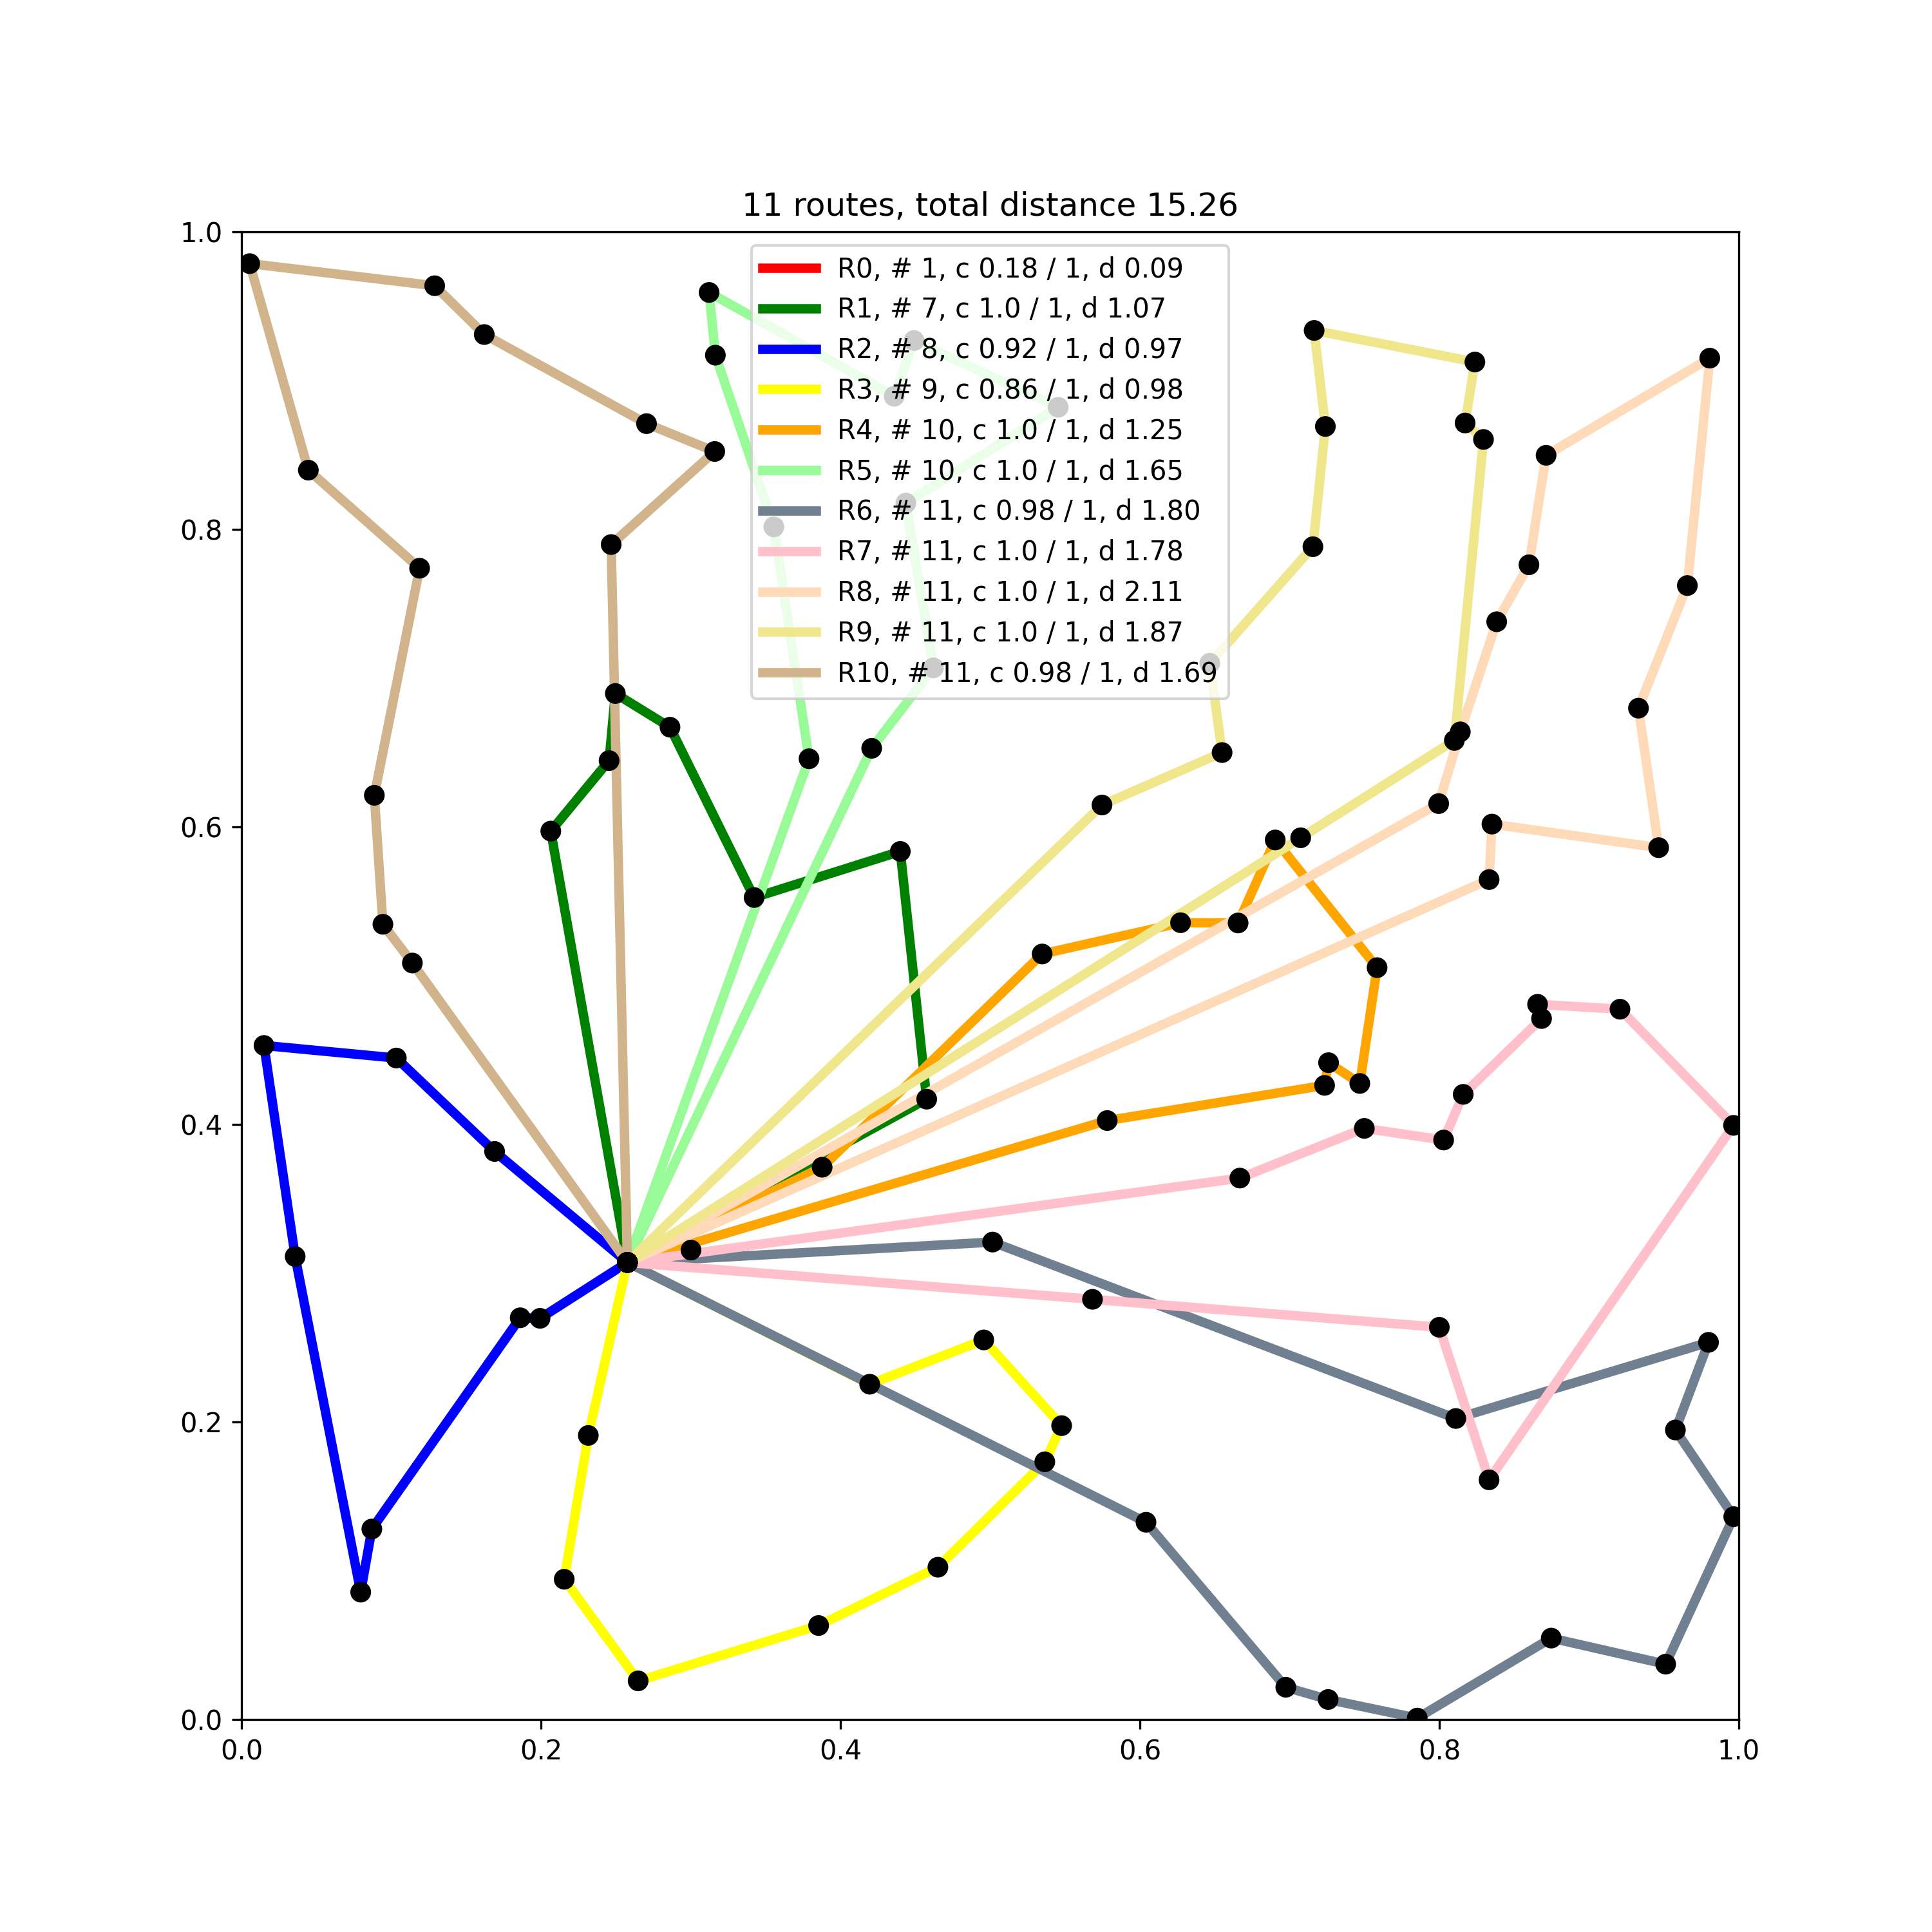 11 routes, total distance 15.26
1.0
0.8
0.6
0.4
0.2
0.0
R0, # 1, c 0.18 / 1, d 0.09
R1, # 7, c 1.0 / 1, d 1.07
R2, # 8, c 0.92 / 1, d 0.97
R3, # 9, c 0.86 / 1, d 0.98
R4, # 10, c 1.0 / 1, d 1.25
R5, # 10, c 1.0 / 1, d 1.65
R6, # 11, c 0.98 / 1, d 1.80
R7, # 11, c 1.0 / 1, d 1.78
R8, # 11, c 1.0 / 1, d 2.11
R9, # 11, c 1.0 / 1, d 1.87
R10, # 11, c 0.98 / 1, d 1.69
0.0 0.2 0.4 0.6 0.8 1.0